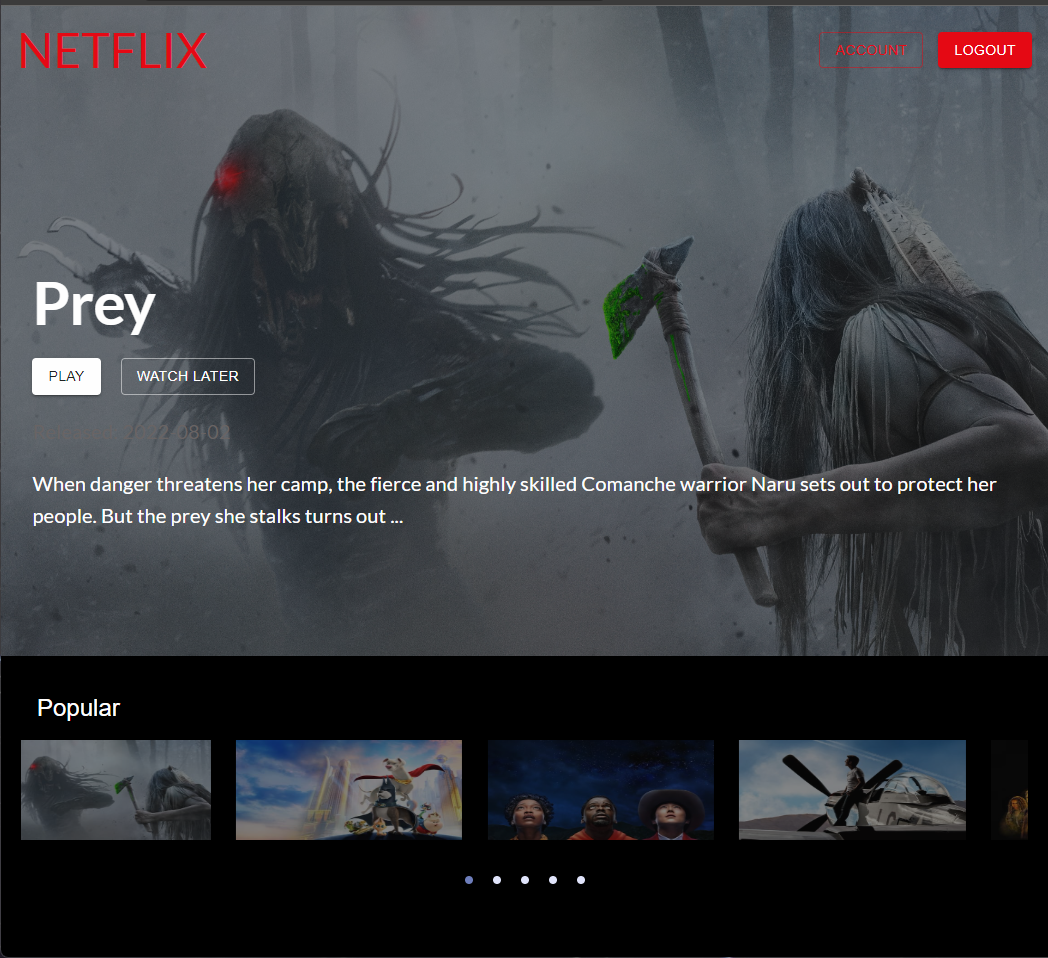 NETFLIX
ACCOUNT
LOGOUT
Prey
PLAY
WATCH LATER
Released: 2022-08-02
When danger threatens her camp, the fierce and highly skilled Comanche warrior Naru sets out to protect her
people. But the prey she stalks turns out ...
Popular